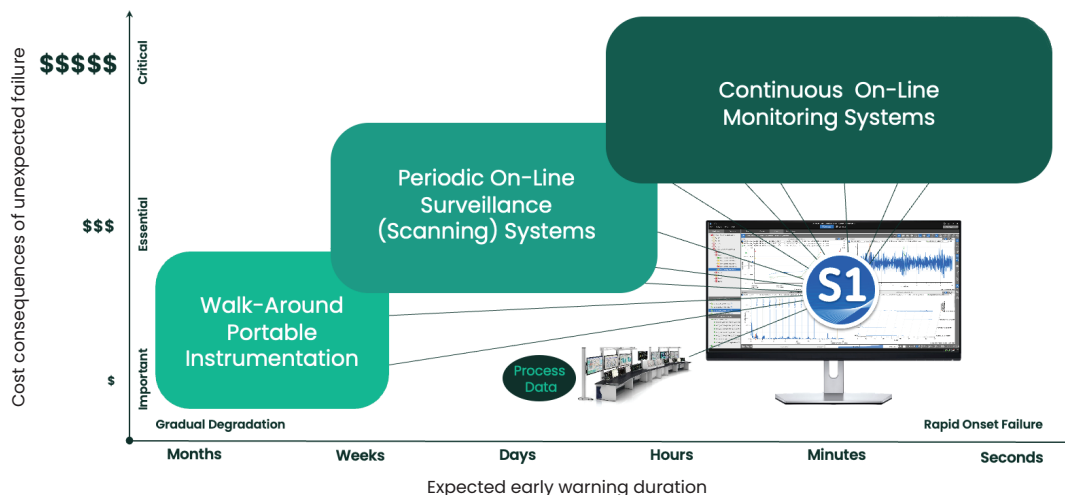 Cost consequences of unexpected failure
$$$$$
Critical
$$$
Essential
$
Important
Continuous On-Line
Monitoring Systems
Periodic On-Line
Surveillance
(Scanning) Systems
Walk-Around
Portable
Instrumentation
S1
Process
Data
Gradual Degradation
Rapid Onset Failure
Months
Weeks
Days
Hours
Minutes
Seconds
Expected early warning duration